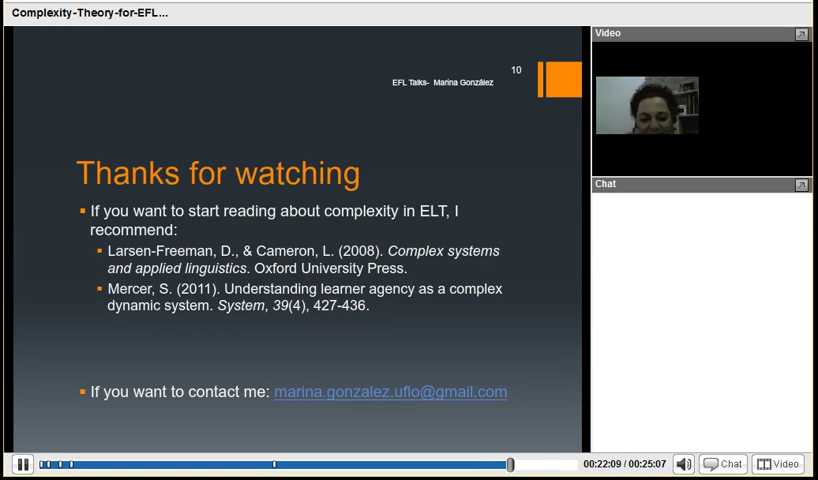 Complexity-Theory-for-EFL...
10
EFL Talks- Marina González
Thanks for watching
If you want to start reading about complexity in ELT, I
recommend:
Larsen-Freeman, D., & Cameron, L. (2008). Complex systems
and applied linguistics. Oxford University Press.
Mercer, S. (2011). Understanding learner agency as a complex
dynamic system. System, 39(4), 427-436.
If you want to contact me: marina.gonzalez.uflo@gmail.com
Video
Chat
00:22:09 / 00:25:07
Chat
Video